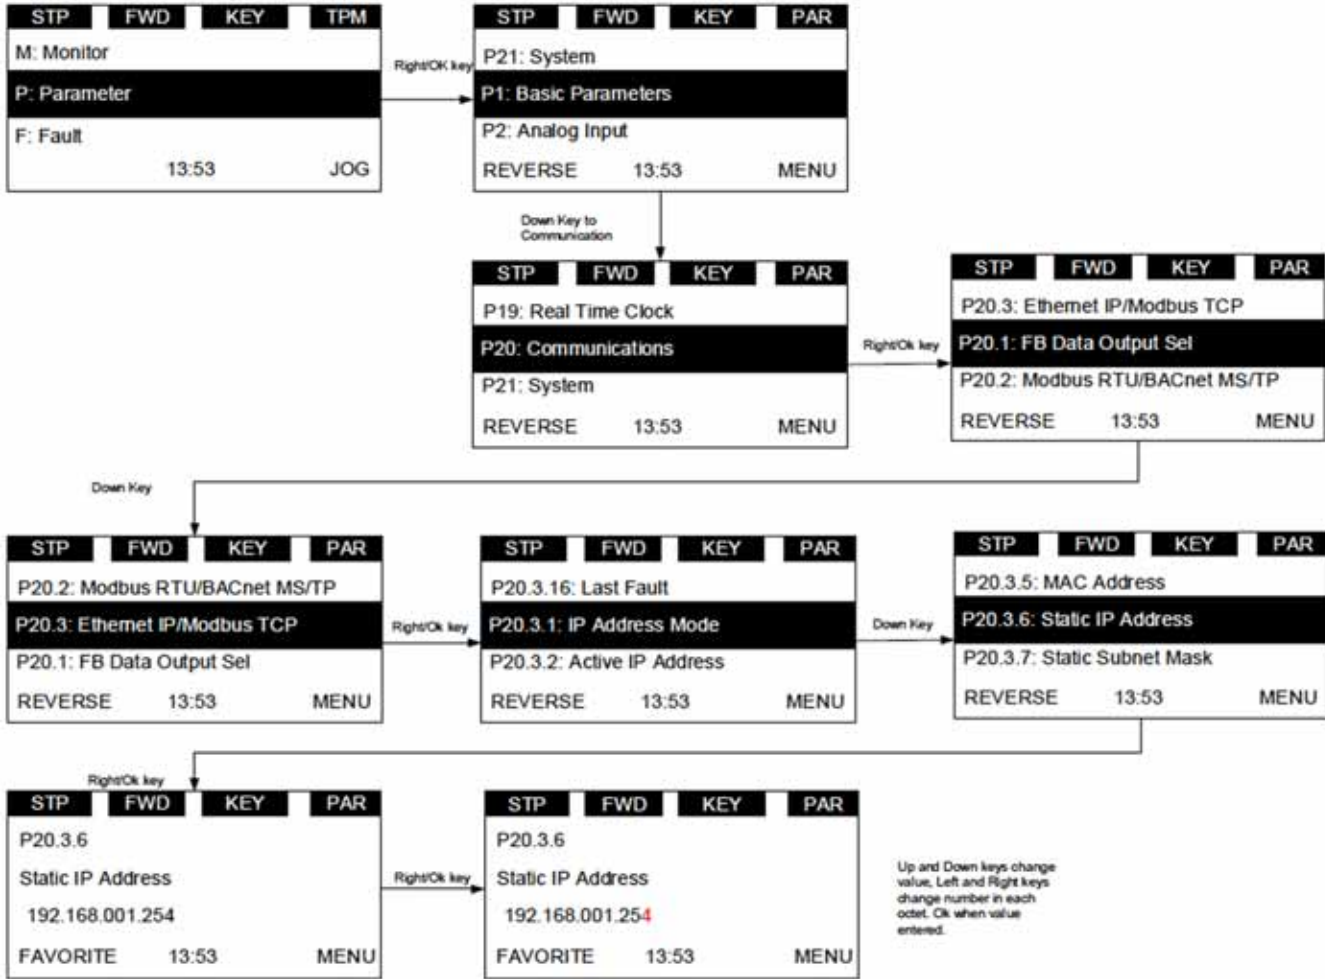 STP FWD KEY TPM
M: Monitor
P: Parameter
F: Fault
13:53 JOG
Right/OK key
STP FWD KEY PAR
P21: System
P1: Basic Parameters
P2: Analog Input
REVERSE 13:53 MENU
Down Key to
Communication
STP FWD KEY PAR
P19: Real Time Clock
P20: Communications
P21: System
REVERSE 13:53 MENU
Right/Ok key
STP FWD KEY PAR
P20.3: Ethernet IP/Modbus TCP
P20.1: FB Data Output Sel
P20.2: Modbus RTU/BACnet MS/TP
REVERSE 13:53 MENU
Down Key
STP FWD KEY PAR
P20.2: Modbus RTU/BACnet MS/TP
P20.3: Ethernet IP/Modbus TCP
P20.1: FB Data Output Sel
REVERSE 13:53 MENU
Right/Ok key
STP FWD KEY PAR
P20.3.16: Last Fault
P20.3.1: IP Address Mode
P20.3.2: Active IP Address
REVERSE 13:53 MENU
Down Key
STP FWD KEY PAR
P20.3.5: MAC Address
P20.3.6: Static IP Address
P20.3.7: Static Subnet Mask
REVERSE 13:53 MENU
Right/Ok key
STP FWD KEY PAR
P20.3.6
Static IP Address
192.168.001.254
FAVORITE 13:53 MENU
Right/Ok key
STP FWD KEY PAR
P20.3.6
Static IP Address
192.168.001.254
FAVORITE 13:53 MENU
Up and Down keys change
value, Left and Right keys
change number in each
octet. Ok when value
entered.